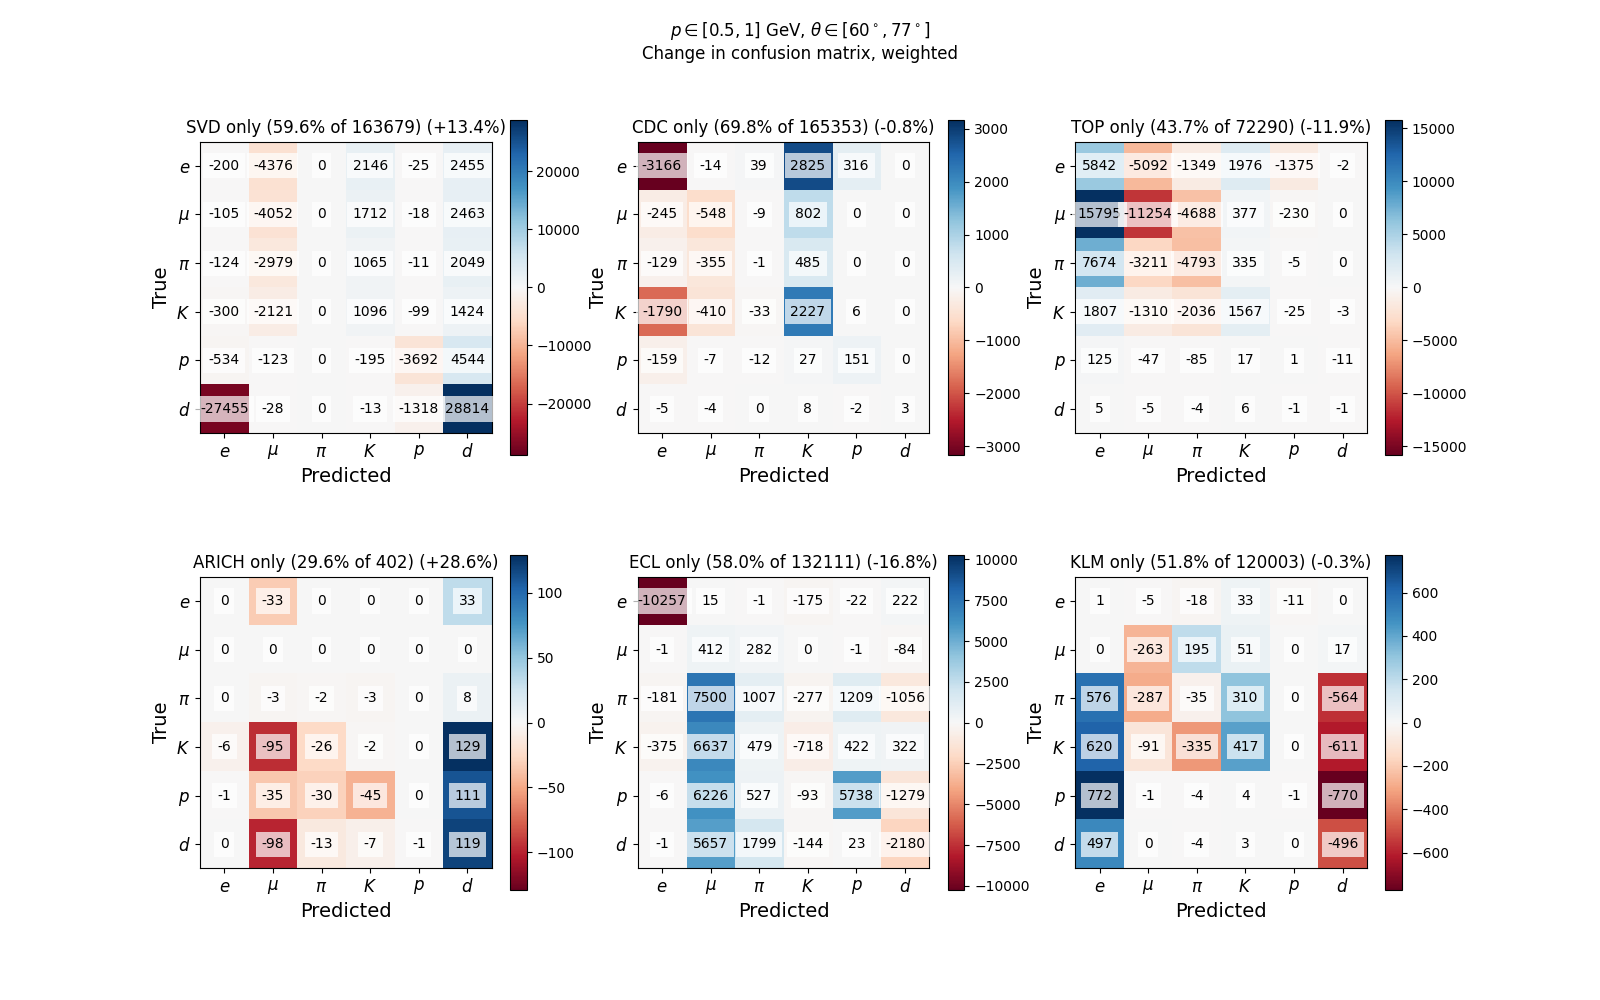 p ∈ [0.5, 1] GeV, θ ∈ [60°, 77°]
Change in confusion matrix, weighted
SVD only (59.6% of 163679) (+13.4%)
True
e -200 -4376 0 2146 -25 2455
μ -105 -4052 0 1712 -18 2463
π -124 -2979 0 1065 -11 2049
K -300 -2121 0 1096 -99 1424
p -534 -123 0 -195 -3692 4544
d -27455 -28 0 -13 -1318 28814
e μ π K p d
Predicted
20000
10000
0
−10000
−20000
CDC only (69.8% of 165353) (-0.8%)
True
e -3166 -14 39 2825 316 0
μ -245 -548 -9 802 0 0
π -129 -355 -1 485 0 0
K -1790 -410 -33 2227 6 0
p -159 -7 -12 27 151 0
d -5 -4 0 8 -2 3
e μ π K p d
Predicted
3000
2000
1000
0
−1000
−2000
−3000
TOP only (43.7% of 72290) (-11.9%)
True
e 5842 -5092 -1349 1976 -1375 -2
μ 15795 -11254 -4688 377 -230 0
π 7674 -3211 -4793 335 -5 0
K 1807 -1310 -2036 1567 -25 -3
p 125 -47 -85 17 1 -11
d 5 -5 -4 6 -1 -1
e μ π K p d
Predicted
15000
10000
5000
0
−5000
−10000
−15000
ARICH only (29.6% of 402) (+28.6%)
True
e 0 -33 0 0 0 33
μ 0 0 0 0 0 0
π 0 -3 -2 -3 0 8
K -6 -95 -26 -2 0 129
p -1 -35 -30 -45 0 111
d 0 -98 -13 -7 -1 119
e μ π K p d
Predicted
100
50
0
−50
−100
ECL only (58.0% of 132111) (-16.8%)
True
e -10257 15 -1 -175 -22 222
μ -1 412 282 0 -1 -84
π -181 7500 1007 -277 1209 -1056
K -375 6637 479 -718 422 322
p -6 6226 527 -93 5738 -1279
d -1 5657 1799 -144 23 -2180
e μ π K p d
Predicted
10000
7500
5000
2500
0
−2500
−5000
−7500
−10000
KLM only (51.8% of 120003) (-0.3%)
True
e 1 -5 -18 33 -11 0
μ 0 -263 195 51 0 17
π 576 -287 -35 310 0 -564
K 620 -91 -335 417 0 -611
p 772 -1 -4 4 -1 -770
d 497 0 -4 3 0 -496
e μ π K p d
Predicted
600
400
200
0
−200
−400
−600